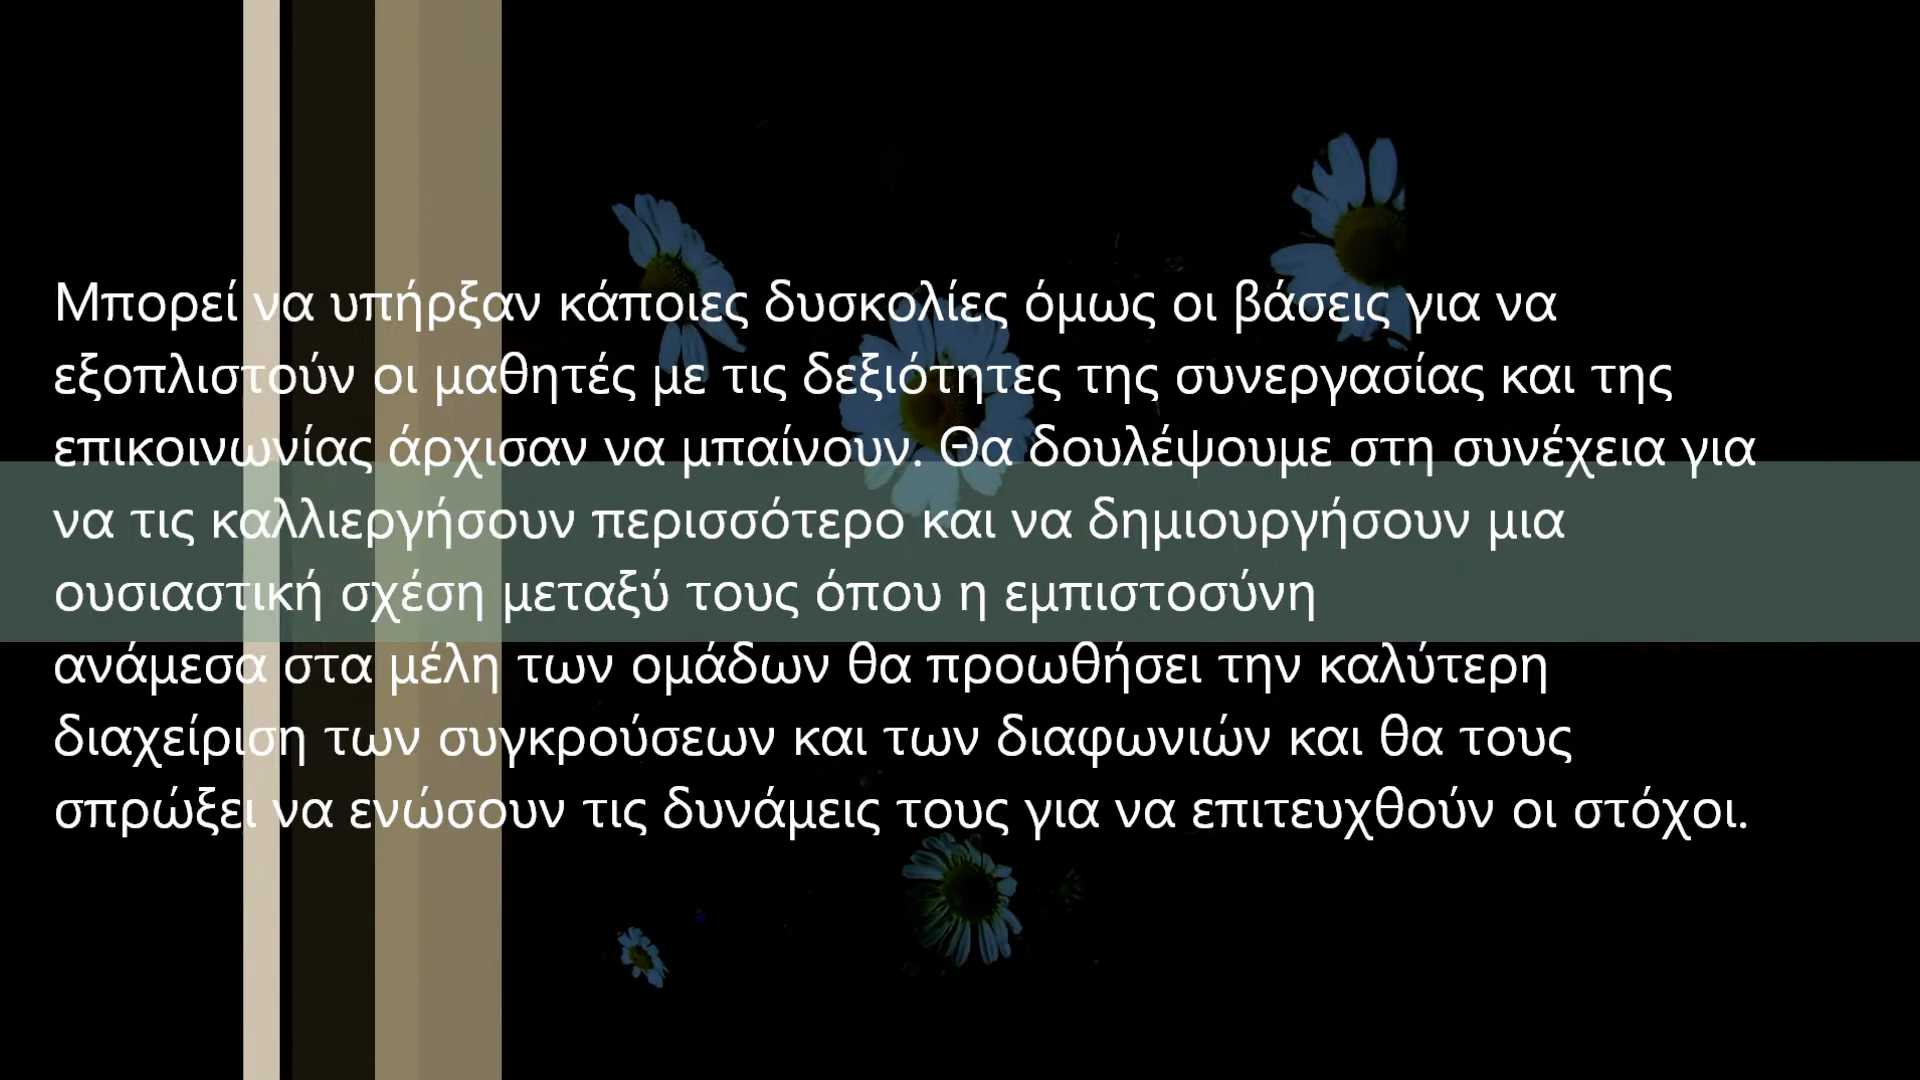 Μπορεί να υπήρξαν κάποιες δυσκολίες όμως οι βάσεις για να
εξοπλιστούν οι μαθητές με τις δεξιότητες της συνεργασίας και της
επικοινωνίας άρχισαν να μπαίνουν. Θα δουλέψουμε στη συνέχεια για
να τις καλλιεργήσουν περισσότερο και να δημιουργήσουν μια
ουσιαστική σχέση μεταξύ τους όπου η εμπιστοσύνη
ανάμεσα στα μέλη των ομάδων θα προωθήσει την καλύτερη
διαχείριση των συγκρούσεων και των διαφωνιών και θα τους
σπρώξει να ενώσουν τις δυνάμεις τους για να επιτευχθούν οι στόχοι.